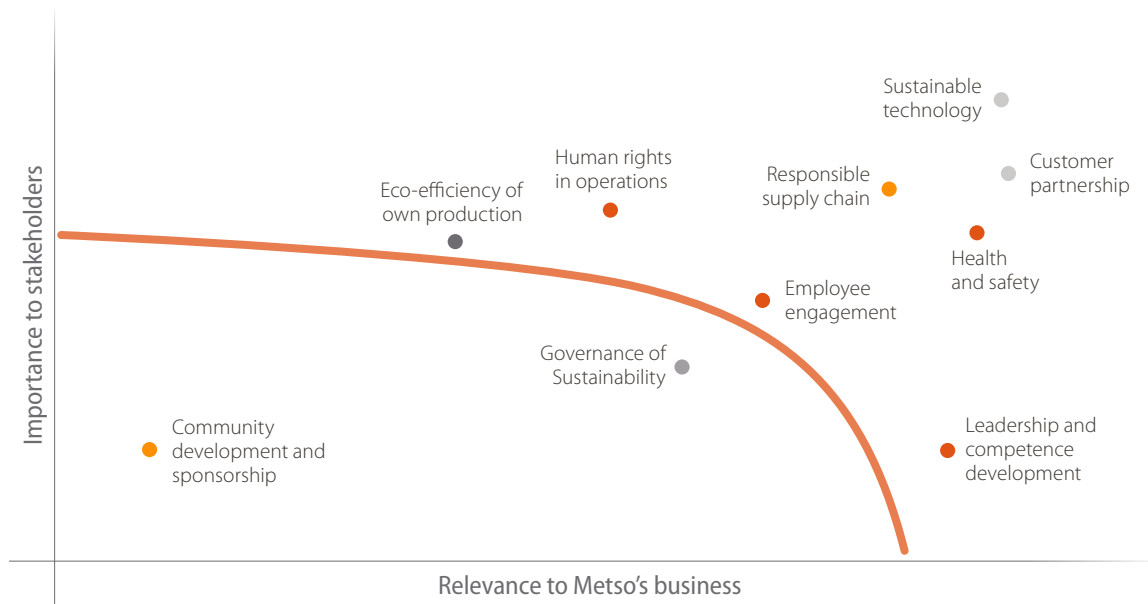 Sustainable
technology
Human rights
in operations
Customer
partnership
Responsible
supply chain
Eco-efficiency of
own production
Importance to stakeholders
Health
and safety
Employee
engagement
Governance of
Sustainability
Community
development and
sponsorship
Leadership and
competence
development
Relevance to Metso's business